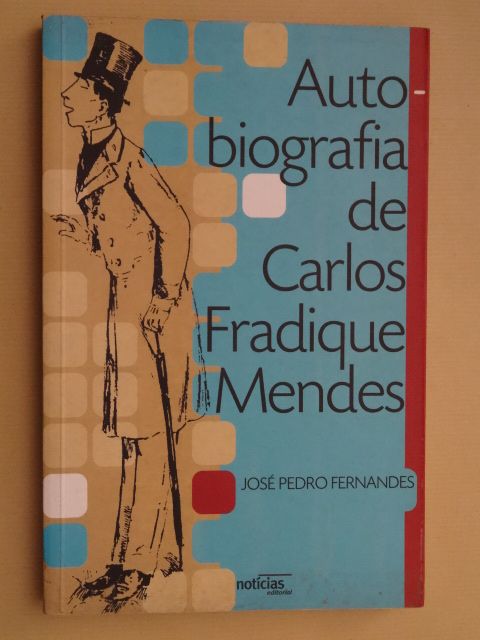 Auto-
biografia
de
Carlos
Fradique
Mendes
JOSÉ PEDRO FERNANDES
notícias
editorial